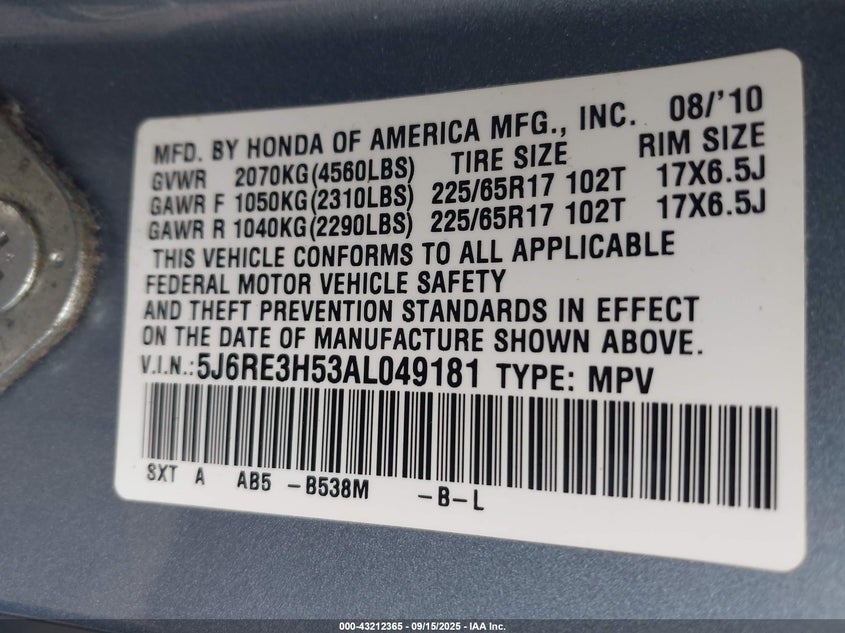 MFD. BY HONDA OF AMERICA MFG., INC. 08/'10
GVWR 2070KG(4560LBS) TIRE SIZE RIM SIZE
GAWR F 1050KG(2310LBS) 225/65R17 102T 17X6.5J
GAWR R 1040KG(2290LBS) 225/65R17 102T 17X6.5J
THIS VEHICLE CONFORMS TO ALL APPLICABLE
FEDERAL MOTOR VEHICLE SAFETY
AND THEFT PREVENTION STANDARDS IN EFFECT
ON THE DATE OF MANUFACTURE SHOWN ABOVE.
V.I.N.:5J6RE3H53AL049181 TYPE: MPV
SXT A AB5 -B538M -B-L
000-43212365 - 09/15/2025 - IAA Inc.